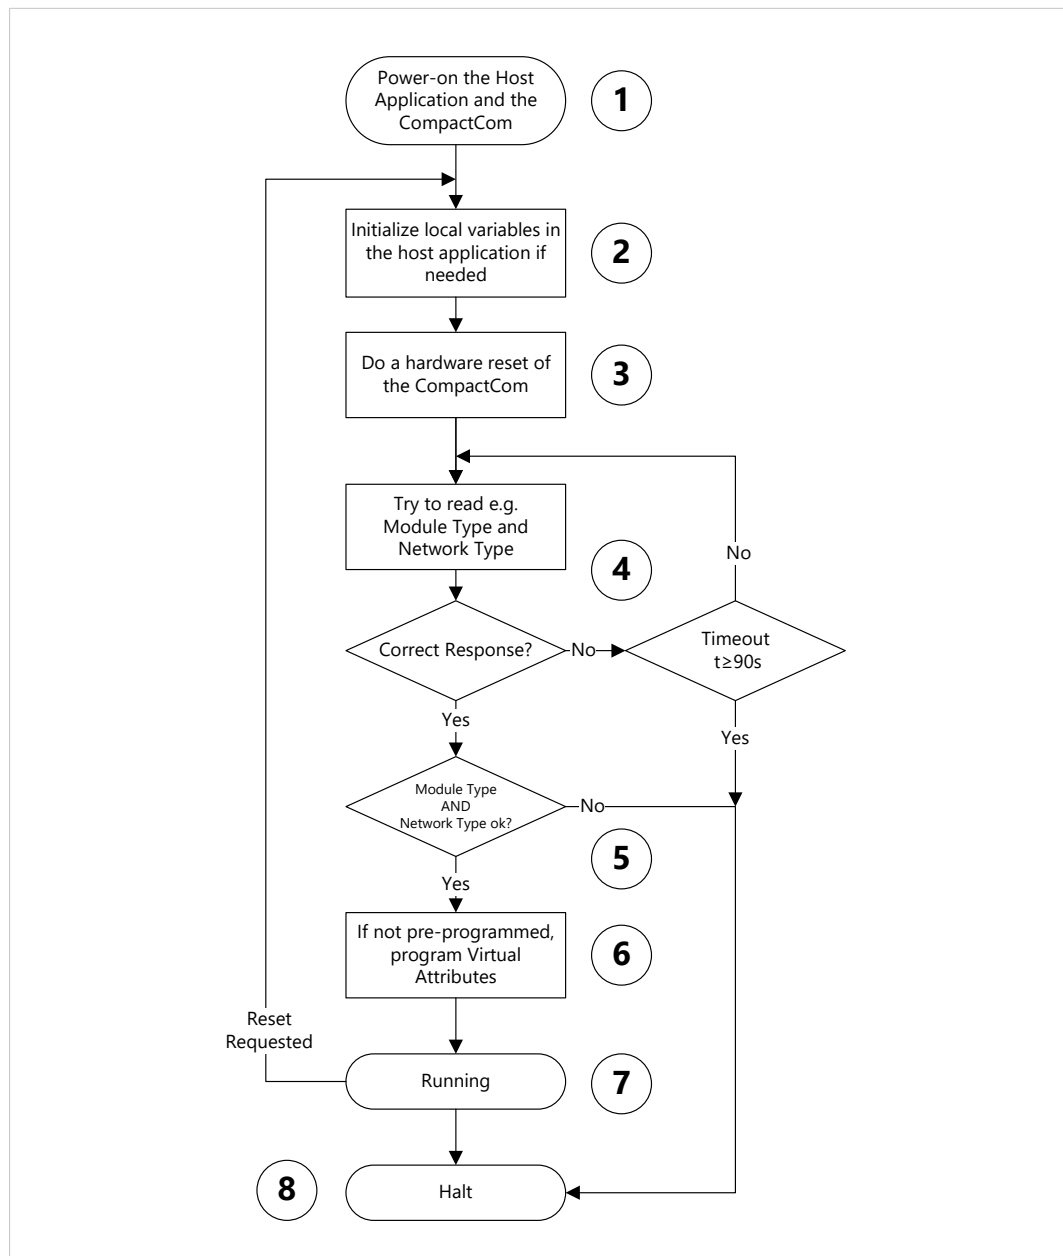 Power-on the Host
Application and the
CompactCom
1
Initialize local variables in
the host application if
needed
2
Do a hardware reset of
the CompactCom
3
Try to read e.g.
Module Type and
Network Type
4
No
Correct Response?
No
Timeout
t≥90s
Yes
Yes
Module Type
AND
Network Type ok?
No
5
Yes
If not pre-programmed,
program Virtual
Attributes
6
Reset
Requested
Running
7
8
Halt